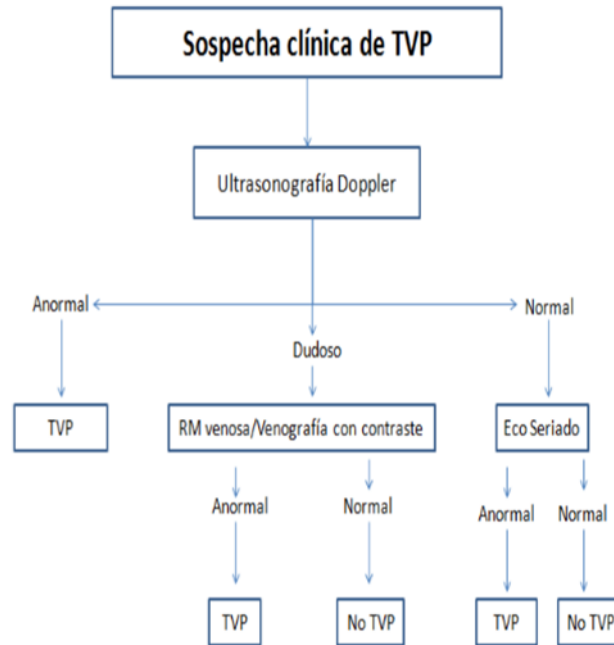 Sospecha clínica de TVP
Ultrasonografía Doppler
Anormal
Normal
Dudoso
TVP
RM venosa/Venografía con contraste
Eco Seriado
Anormal
Normal
Anormal
Normal
TVP
No TVP
TVP
No TVP